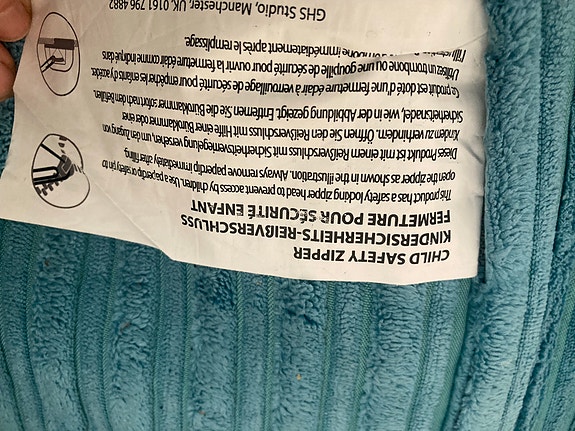 CHILD SAFETY ZIPPER
KINDERSICHERHEITS-REIßVERSCHLUSS
FERMETURE POUR SÉCURITÉ ENFANT
This product has a safety locking zipper head to prevent access by children. Use a paperclip or safety pin to
open the zipper as shown in the illustration. Always remove paperclip immediately after filling.
Dieses Produkt ist mit einem Reißverschluss mit Sicherheitsverriegelung versehen, um den Zugang von
Kindern zu verhindern. Öffnen Sie den Reißverschluss mit Hilfe einer Büroklammer oder einer
Sicherheitsnadel, wie in der Abbildung gezeigt. Entfernen Sie die Büroklammer sofort nach dem Befüllen.
Ce produit est doté d'une fermeture éclair à verrouillage de sécurité pour empêcher les enfants d'y accéder.
Utilisez un trombone ou une goupille de sécurité pour ouvrir la fermeture éclair comme indiqué dans
immédiatement après le remplissage.
GHS Studio, Manchester, UK. 0161 796 4882